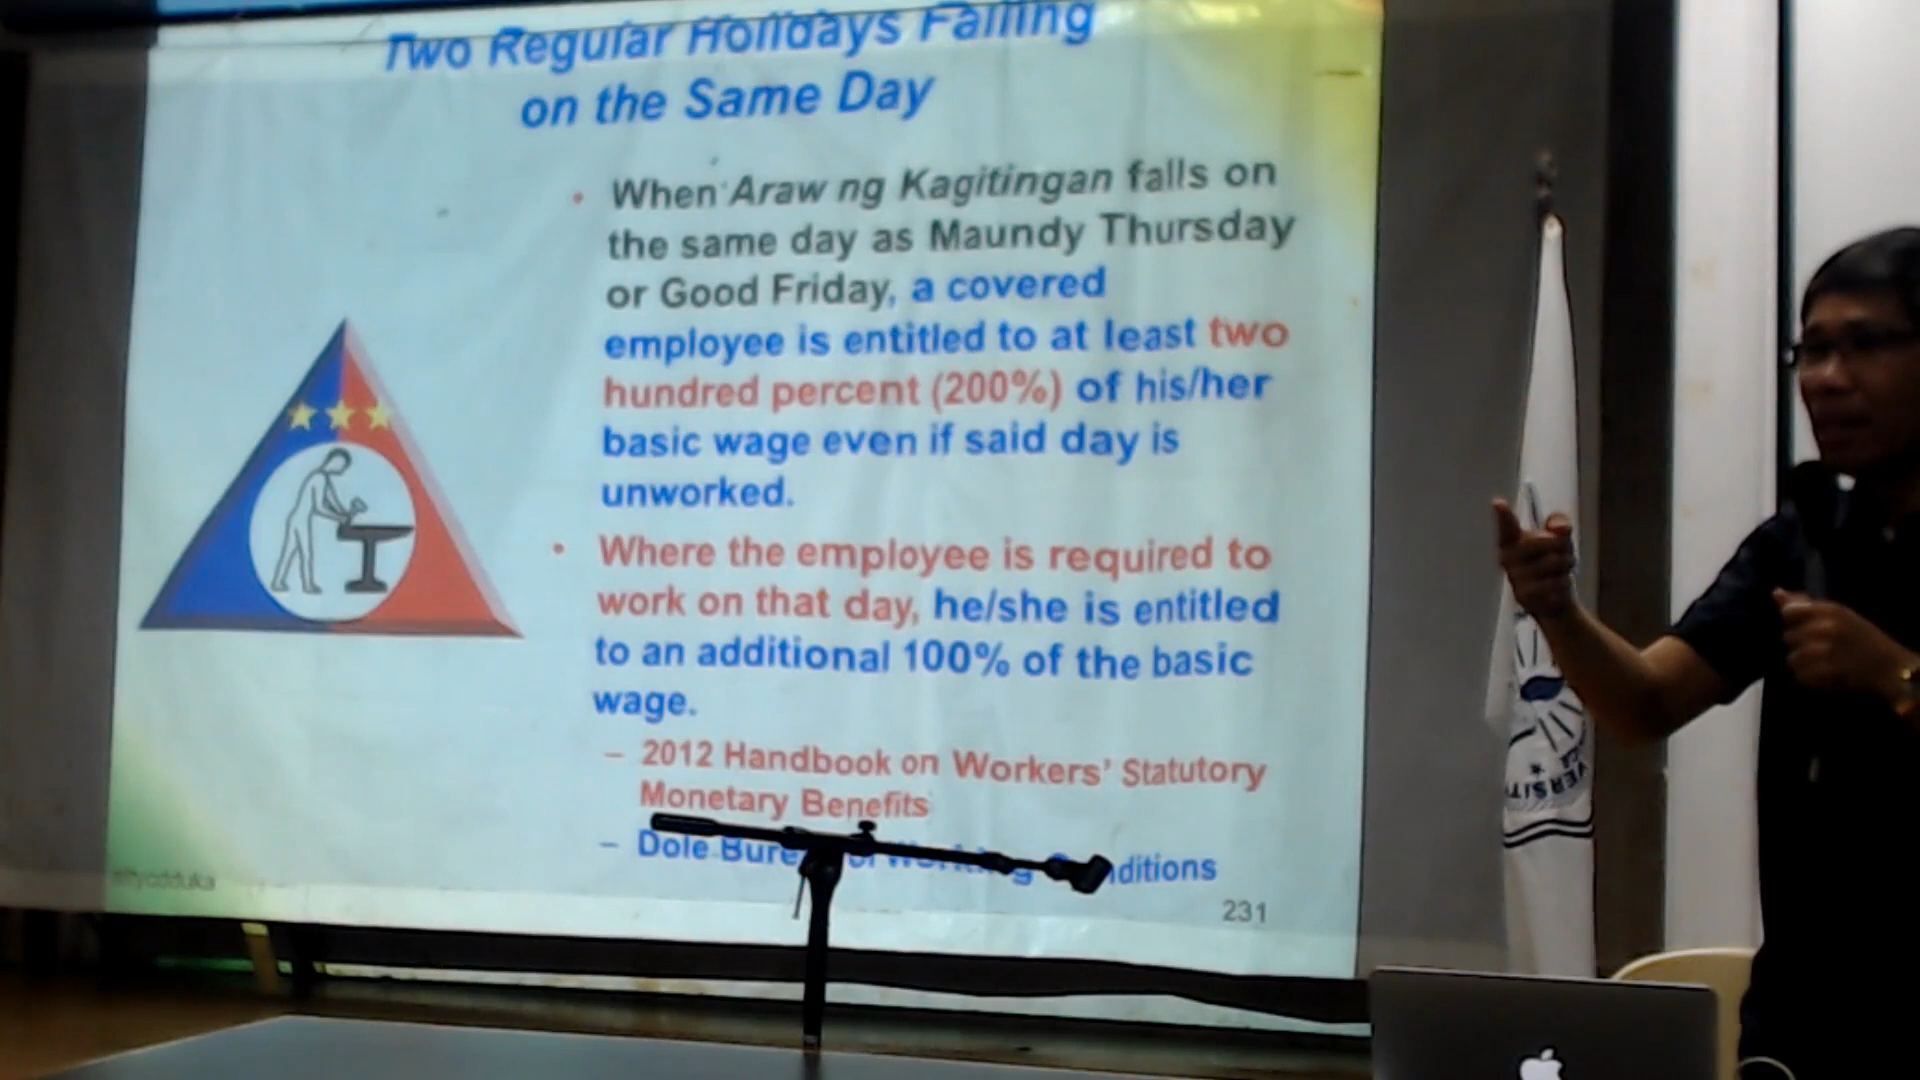 Two Regular Holidays Falling
on the Same Day
• When Araw ng Kagitingan falls on
the same day as Maundy Thursday
or Good Friday, a covered
employee is entitled to at least two
hundred percent (200%) of his/her
basic wage even if said day is
unworked.
• Where the employee is required to
work on that day, he/she is entitled
to an additional 100% of the basic
wage.
– 2012 Handbook on Workers' Statutory
Monetary Benefits
– Dole
231